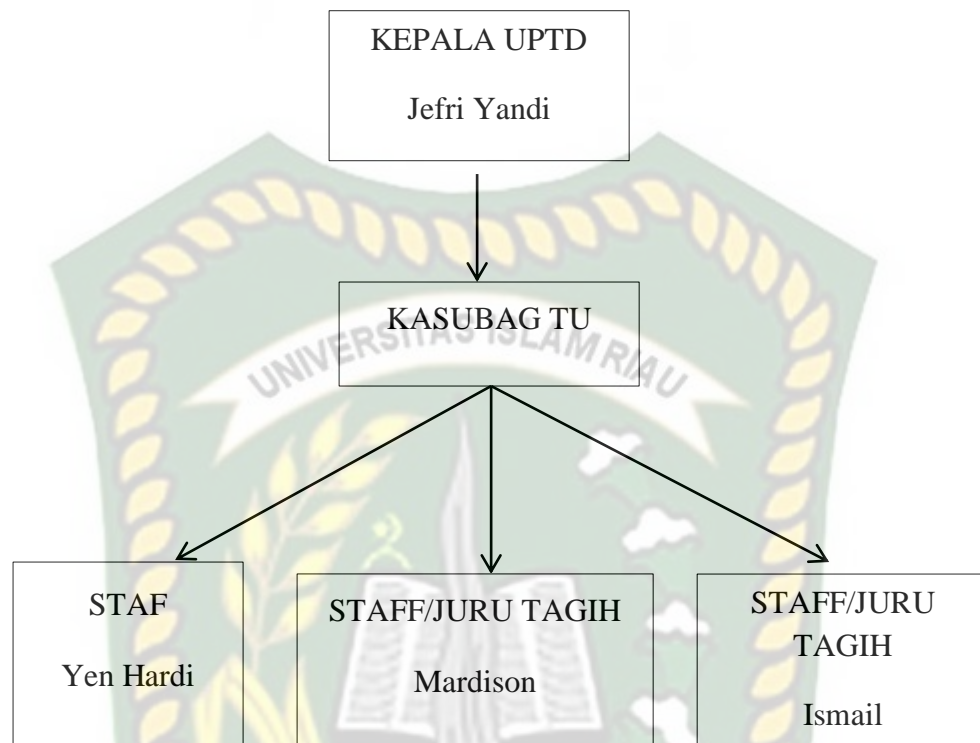 KEPALA UPTD
Jefri Yandi
KASUBAG TU
UNIVERSITAS ISLAM RIAU
STAF
Yen Hardi
STAFF/JURU TAGIH
Mardison
STAFF/JURU
TAGIH
Ismail